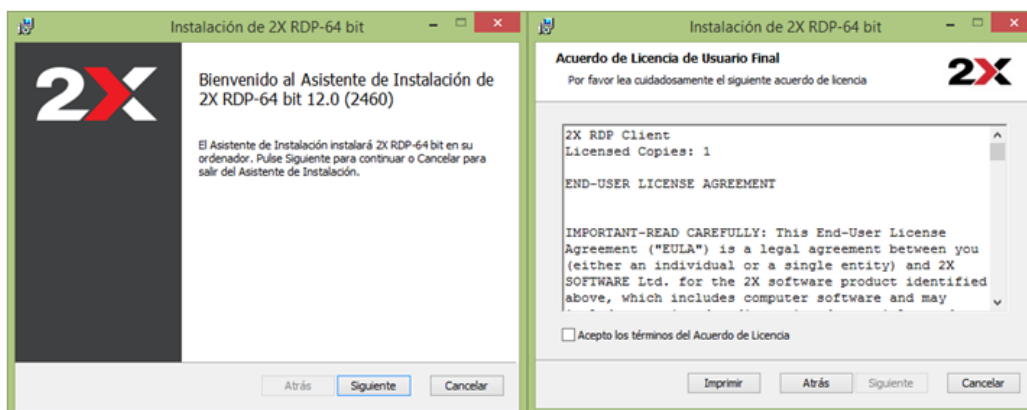 Instalación de 2X RDP-64 bit
2X
Bienvenido al Asistente de Instalación de
2X RDP-64 bit 12.0 (2460)
El Asistente de Instalación instalará 2X RDP-64 bit en su
ordenador. Pulse Siguiente para continuar o Cancelar para
salir del Asistente de Instalación.
Atrás Siguiente Cancelar
Instalación de 2X RDP-64 bit
Acuerdo de Licencia de Usuario Final
Por favor lea cuidadosamente el siguiente acuerdo de licencia
2X
2X RDP Client
Licensed Copies: 1
END-USER LICENSE AGREEMENT
IMPORTANT-READ CAREFULLY: This End-User License
Agreement ("EULA") is a legal agreement between you
(either an individual or a single entity) and 2X
SOFTWARE Ltd. for the 2X software product identified
above, which includes computer software and may
Acepto los términos del Acuerdo de Licencia
Imprimir Atrás Siguiente Cancelar